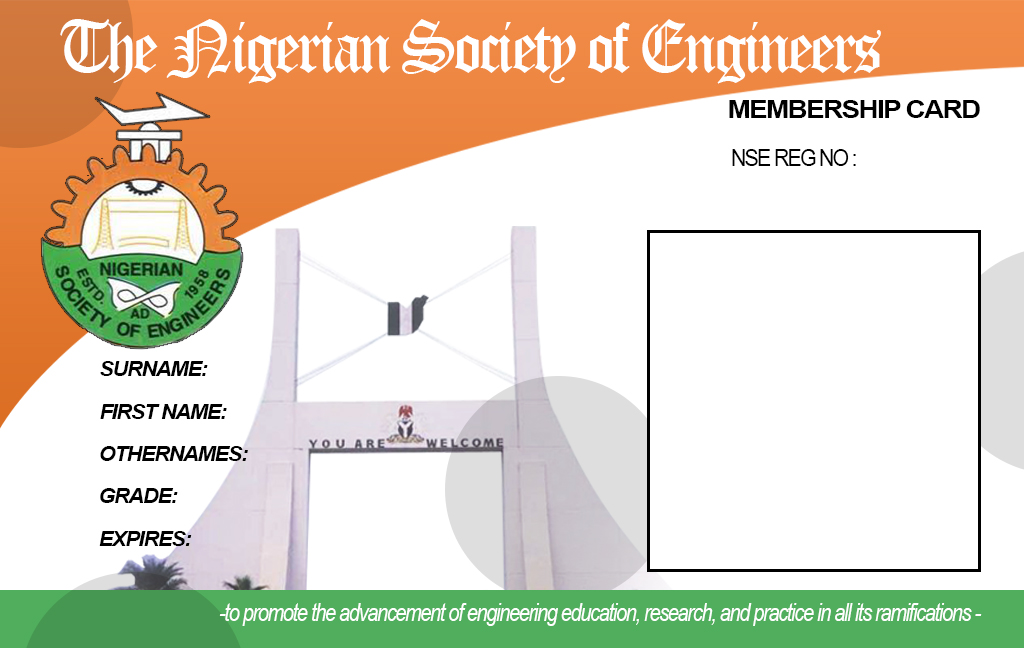 The Nigerian Society of Engineers
MEMBERSHIP CARD
NSE REG NO :
NIGERIAN
ESTD. AD 1958
SOCIETY OF ENGINEERS
SURNAME:
FIRST NAME:
YOU ARE WELCOME
OTHERNAMES:
GRADE:
EXPIRES:
-to promote the advancement of engineering education, research, and practice in all its ramifications -